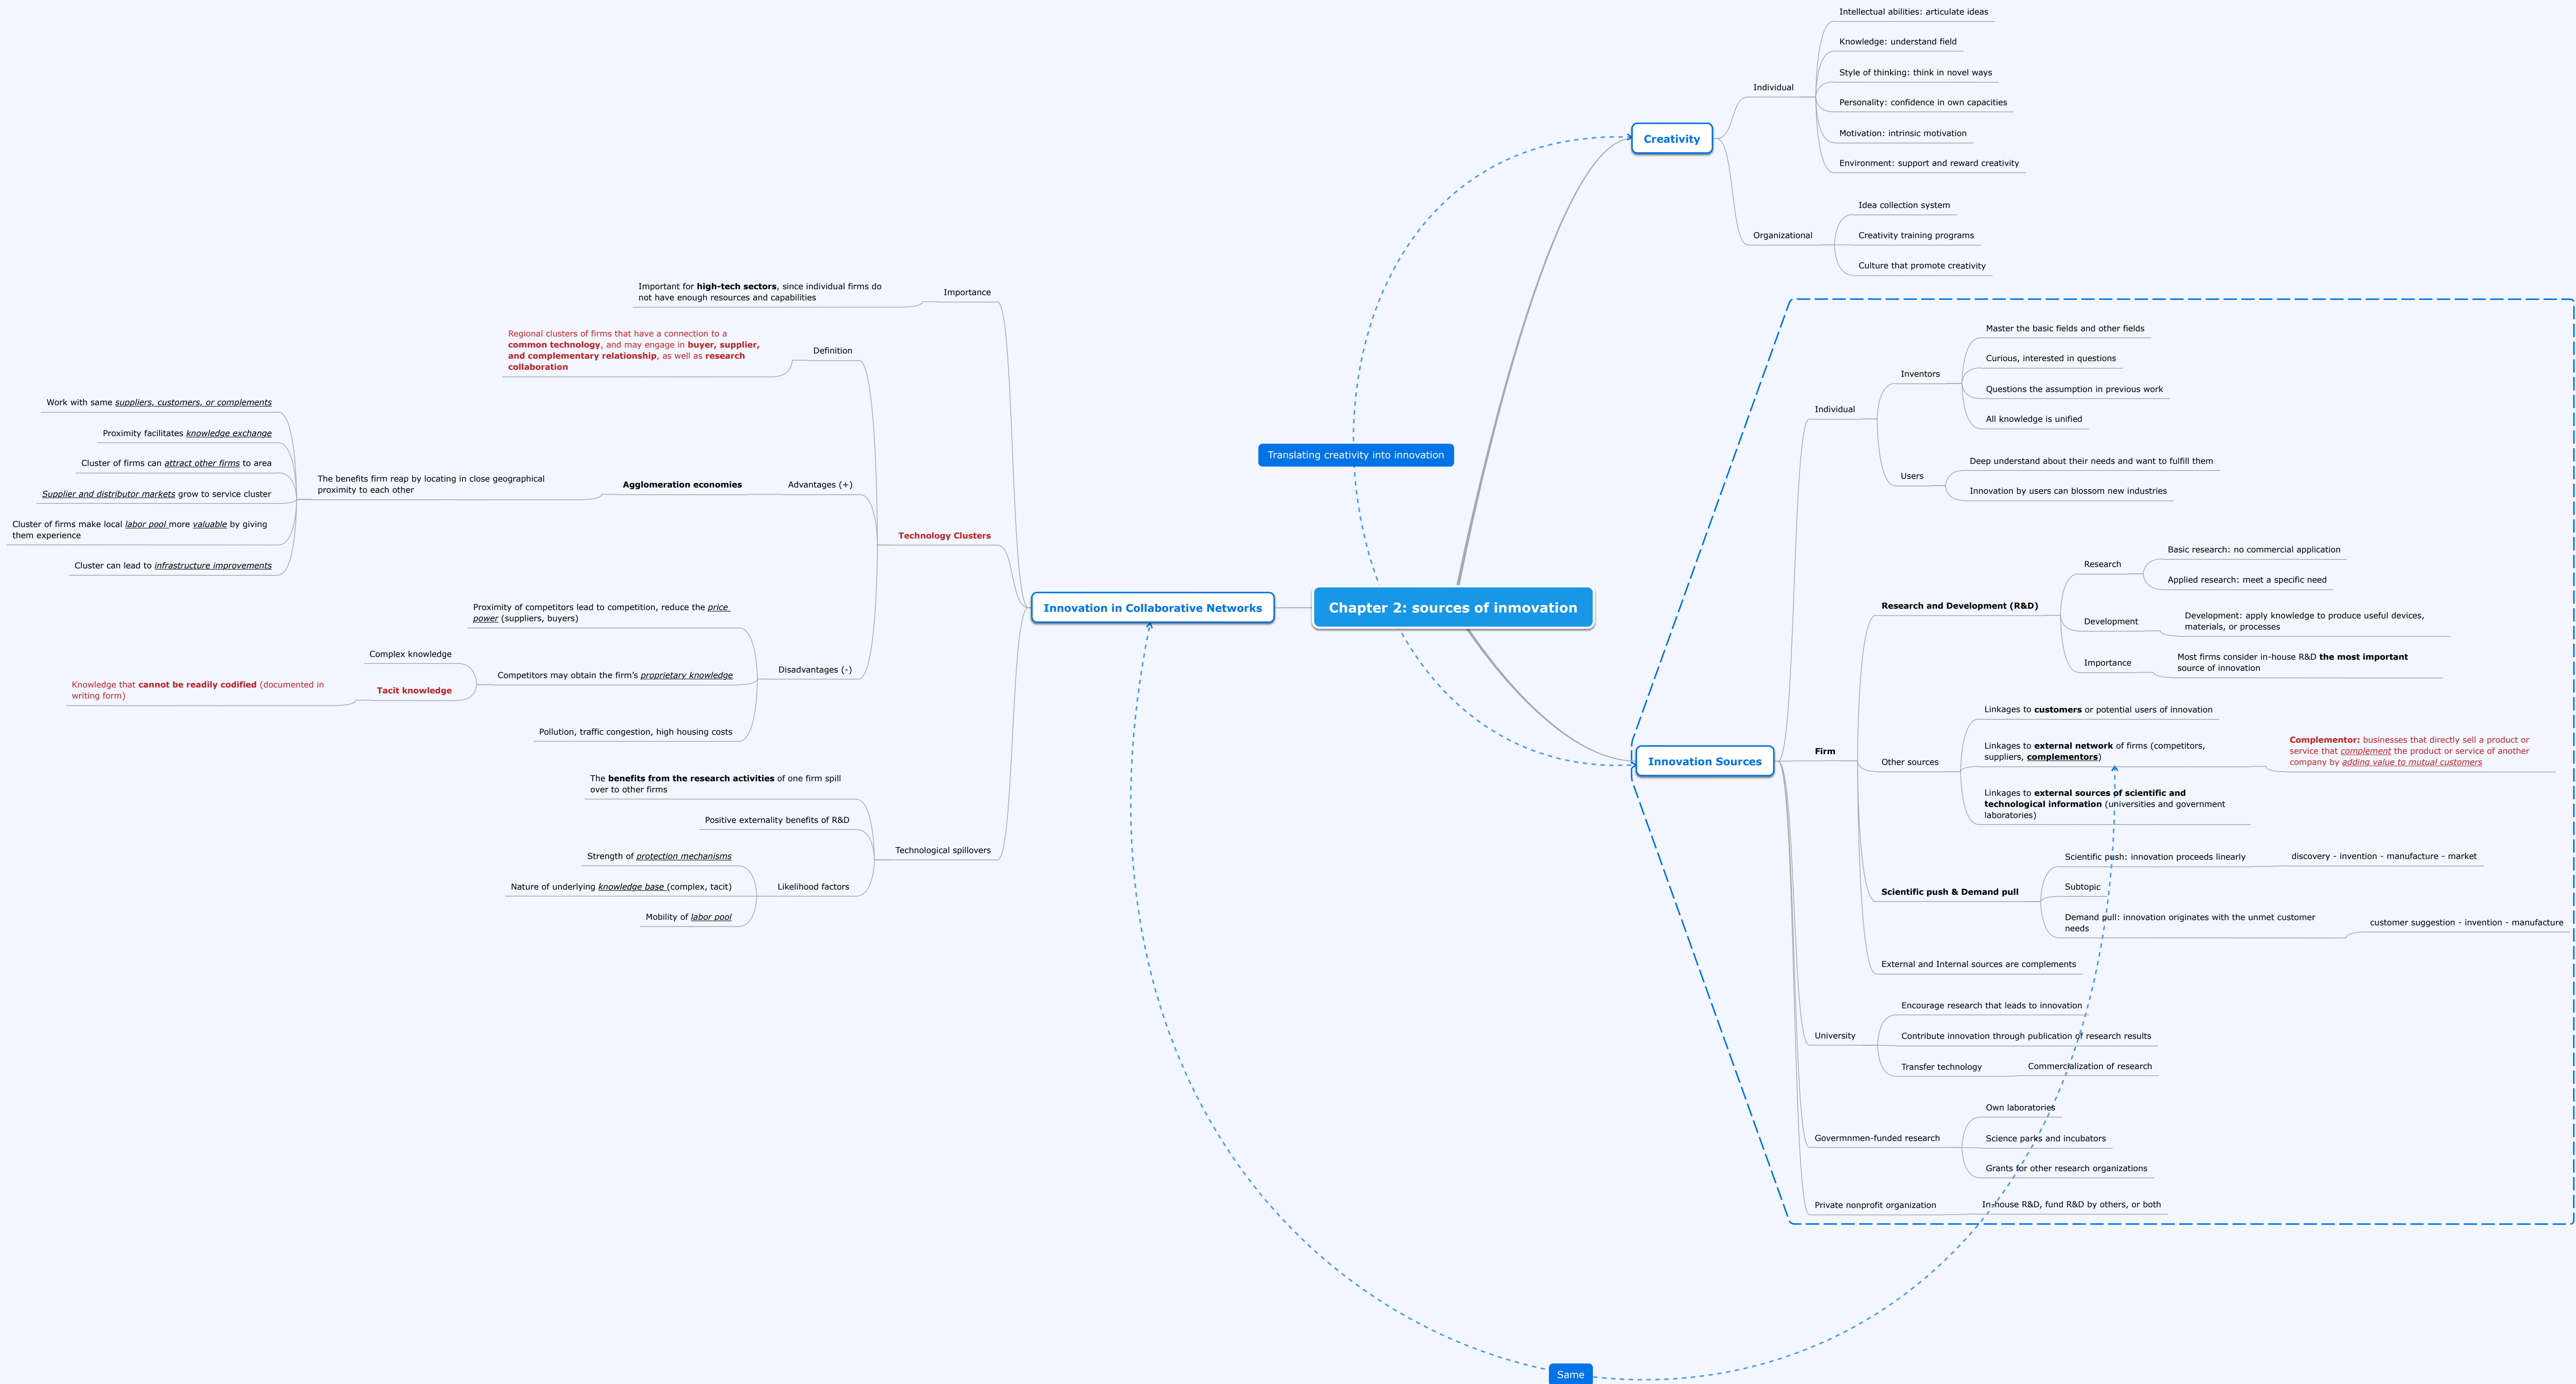 Chapter 2: sources of inmovation
Creativity
Individual
Intellectual abilities: articulate ideas
Knowledge: understand field
Style of thinking: think in novel ways
Personality: confidence in own capacities
Motivation: intrinsic motivation
Environment: support and reward creativity
Organizational
Idea collection system
Creativity training programs
Culture that promote creativity
Translating creativity into innovation
Innovation Sources
Individual
Inventors
Master the basic fields and other fields
Curious, interested in questions
Questions the assumption in previous work
All knowledge is unified
Users
Deep understand about their needs and want to fulfill them
Innovation by users can blossom new industries
Firm
Research and Development (R&D)
Research
Basic research: no commercial application
Applied research: meet a specific need
Development
Development: apply knowledge to produce useful devices,
materials, or processes
Importance
Most firms consider in-house R&D the most important
source of innovation
Other sources
Linkages to customers or potential users of innovation
Linkages to external network of firms (competitors,
suppliers, complementors)
Complementor: businesses that directly sell a product or
service that complement the product or service of another
company by adding value to mutual customers
Linkages to external sources of scientific and
technological information (universities and government
laboratories)
Scientific push & Demand pull
Scientific push: innovation proceeds linearly
discovery - invention - manufacture - market
Subtopic
Demand pull: innovation originates with the unmet customer
needs
customer suggestion - invention - manufacture
External and Internal sources are complements
University
Encourage research that leads to innovation
Contribute innovation through publication of research results
Transfer technology
Commercialization of research
Govermnmen-funded research
Own laboratories
Science parks and incubators
Grants for other research organizations
Private nonprofit organization
In-house R&D, fund R&D by others, or both
Innovation in Collaborative Networks
Importance
Important for high-tech sectors, since individual firms do
not have enough resources and capabilities
Technology Clusters
Definition
Regional clusters of firms that have a connection to a
common technology, and may engage in buyer, supplier,
and complementary relationship, as well as research
collaboration
Advantages (+)
Agglomeration economies
The benefits firm reap by locating in close geographical
proximity to each other
Work with same suppliers, customers, or complements
Proximity facilitates knowledge exchange
Cluster of firms can attract other firms to area
Supplier and distributor markets grow to service cluster
Cluster of firms make local labor pool more valuable by giving
them experience
Cluster can lead to infrastructure improvements
Disadvantages (-)
Proximity of competitors lead to competition, reduce the price
power (suppliers, buyers)
Competitors may obtain the firm's proprietary knowledge
Complex knowledge
Tacit knowledge
Knowledge that cannot be readily codified (documented in
writing form)
Pollution, traffic congestion, high housing costs
Technological spillovers
The benefits from the research activities of one firm spill
over to other firms
Positive externality benefits of R&D
Likelihood factors
Strength of protection mechanisms
Nature of underlying knowledge base (complex, tacit)
Mobility of labor pool
Same